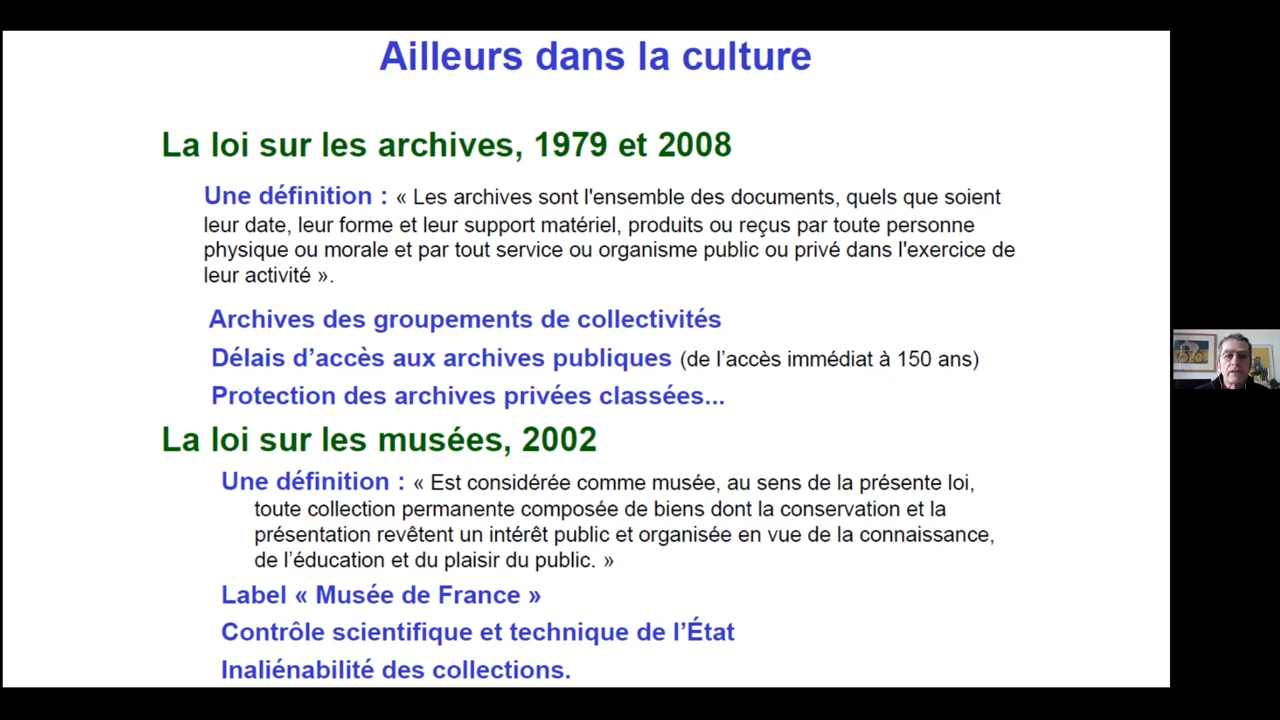 Ailleurs dans la culture
La loi sur les archives, 1979 et 2008
Une définition : « Les archives sont l'ensemble des documents, quels que soient
leur date, leur forme et leur support matériel, produits ou reçus par toute personne
physique ou morale et par tout service ou organisme public ou privé dans l'exercice de
leur activité ».
Archives des groupements de collectivités
Délais d’accès aux archives publiques (de l’accès immédiat à 150 ans)
Protection des archives privées classées...
La loi sur les musées, 2002
Une définition : « Est considérée comme musée, au sens de la présente loi,
toute collection permanente composée de biens dont la conservation et la
présentation revêtent un intérêt public et organisée en vue de la connaissance,
de l’éducation et du plaisir du public. »
Label « Musée de France »
Contrôle scientifique et technique de l’État
Inaliénabilité des collections.